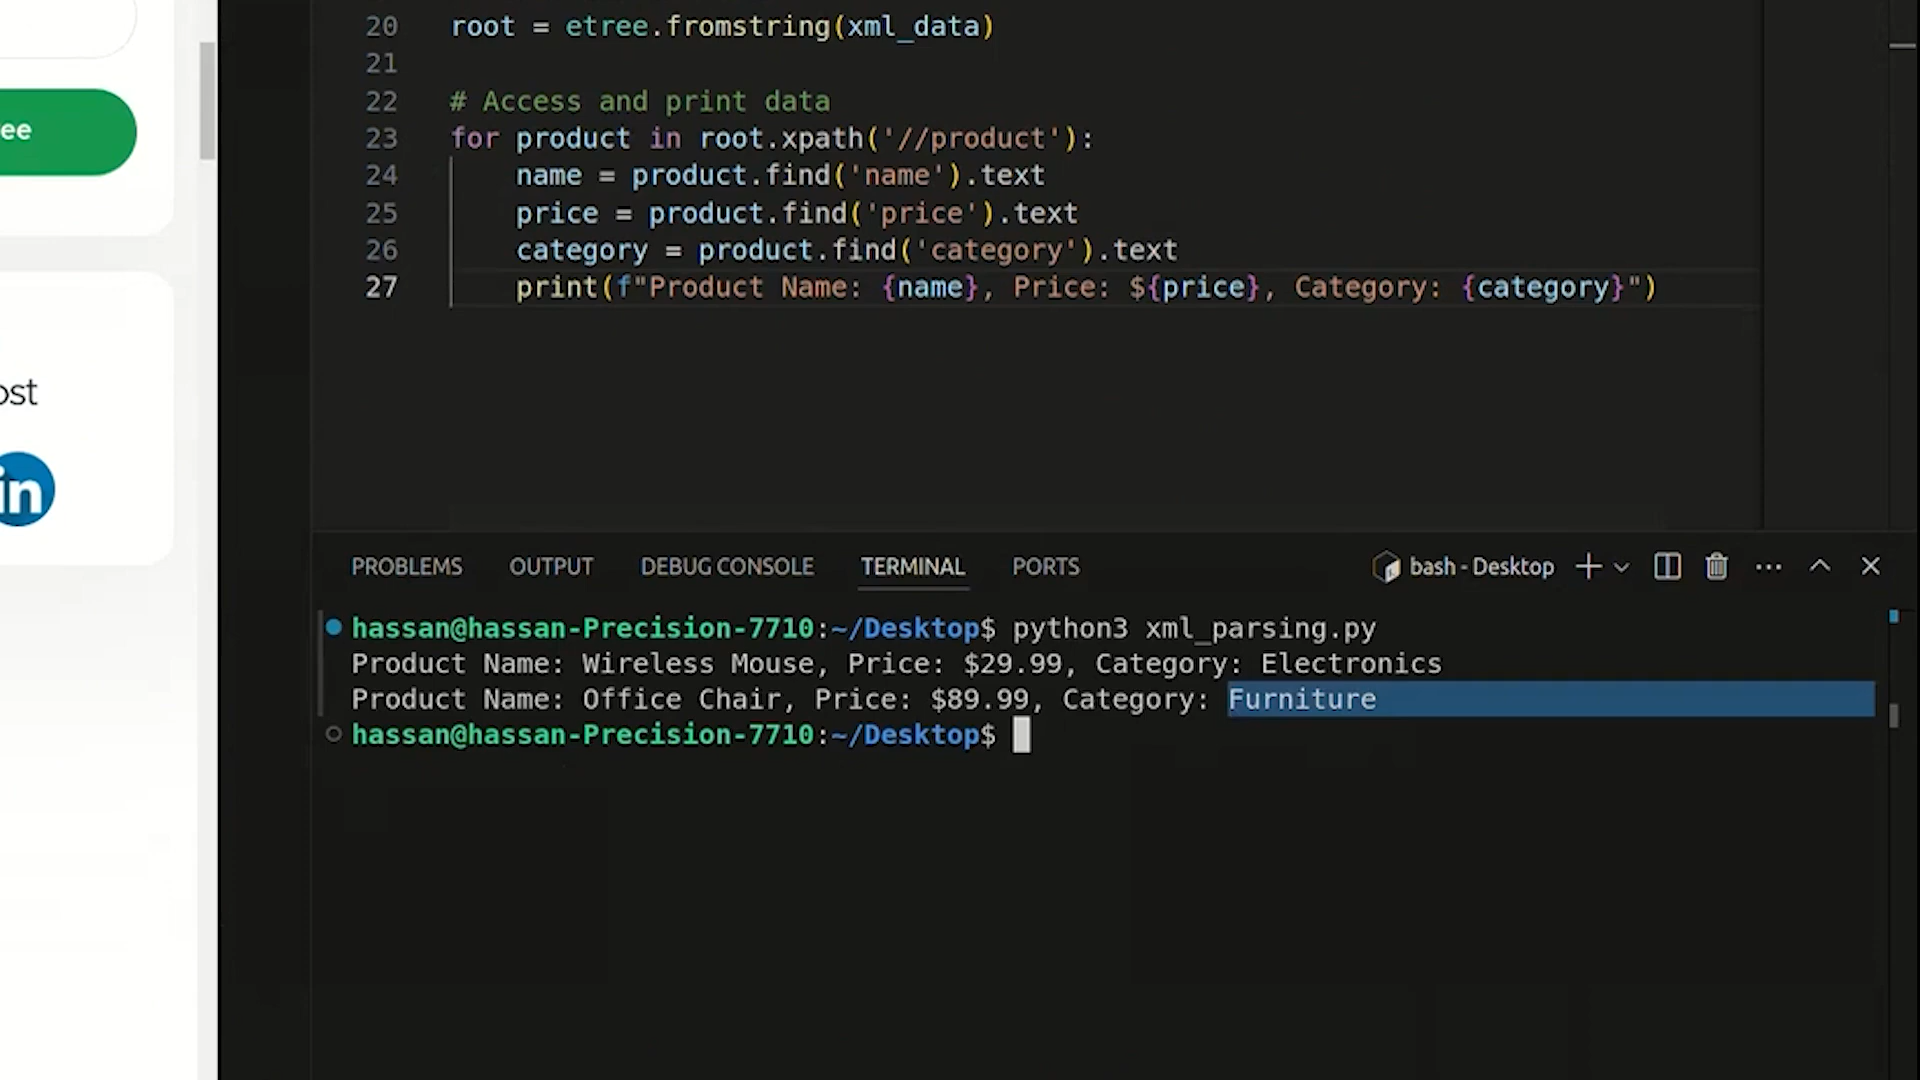 ee
ost
in
20 root = etree.fromstring(xml_data)
21
22 # Access and print data
23 for product in root.xpath('//product'):
24 name = product.find('name').text
25 price = product.find('price').text
26 category = product.find('category').text
27 print(f"Product Name: {name}, Price: ${price}, Category: {category}")
PROBLEMS OUTPUT DEBUG CONSOLE TERMINAL PORTS bash - Desktop
hassan@hassan-Precision-7710:~/Desktop$ python3 xml_parsing.py
Product Name: Wireless Mouse, Price: $29.99, Category: Electronics
Product Name: Office Chair, Price: $89.99, Category: Furniture
hassan@hassan-Precision-7710:~/Desktop$